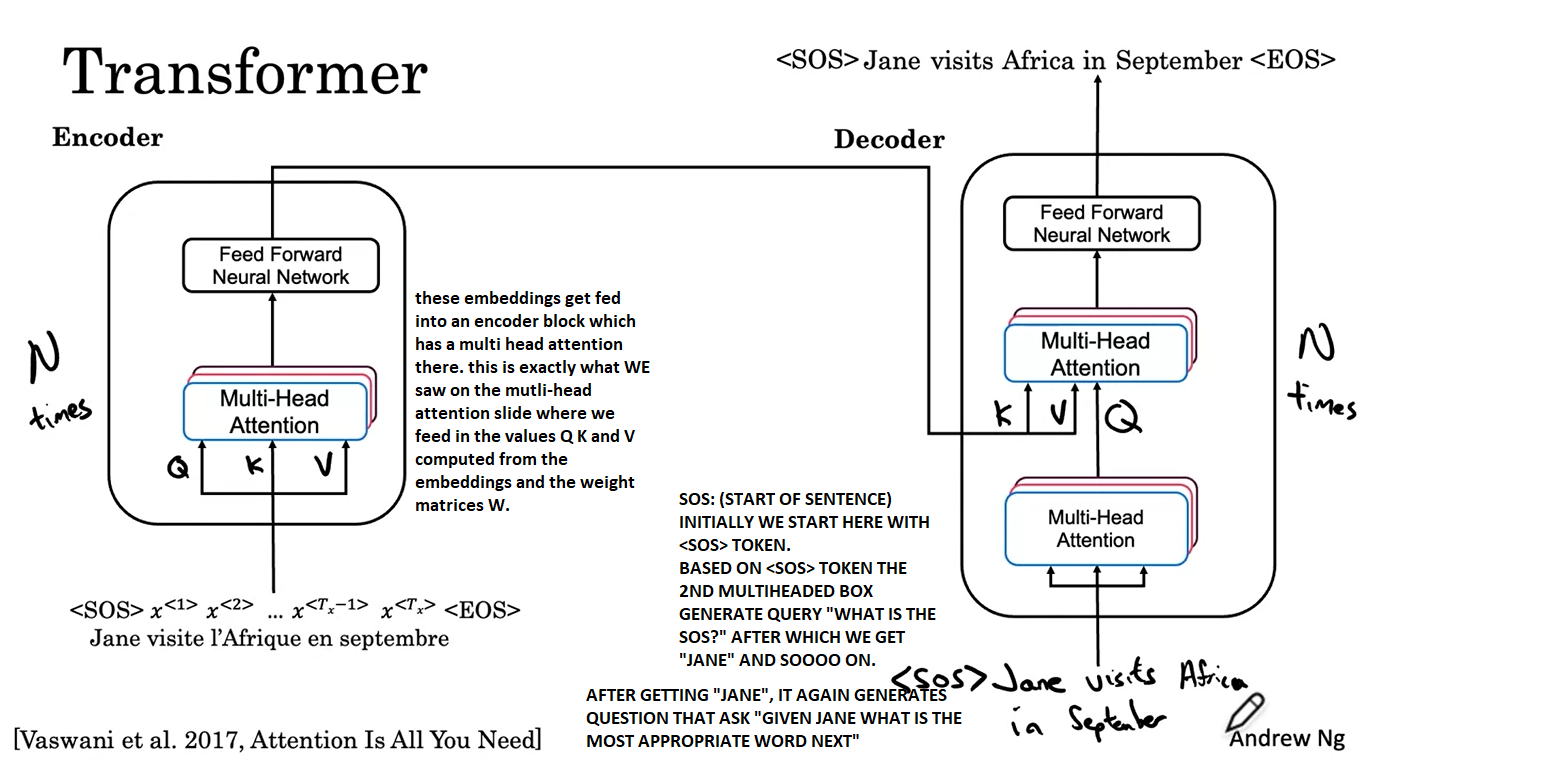 Transformer
Encoder
Feed Forward
Neural Network
Multi-Head
Attention
Q K V
N
times
<SOS> x<1> x<2> ... x<Tx−1> x<Tx> <EOS>
Jane visite l'Afrique en septembre
these embeddings get fed
into an encoder block which
has a multi head attention
there. this is exactly what WE
saw on the mutli-head
attention slide where we
feed in the values Q K and V
computed from the
embeddings and the weight
matrices W.
<SOS> Jane visits Africa in September <EOS>
Decoder
Feed Forward
Neural Network
Multi-Head
Attention
K V Q
Multi-Head
Attention
N
times
SOS: (START OF SENTENCE)
INITIALLY WE START HERE WITH
<SOS> TOKEN.
BASED ON <SOS> TOKEN THE
2ND MULTIHEADED BOX
GENERATE QUERY "WHAT IS THE
SOS?" AFTER WHICH WE GET
"JANE" AND SOOOO ON.
<SOS> Jane visits Africa
in September
AFTER GETTING "JANE", IT AGAIN GENERATES
QUESTION THAT ASK "GIVEN JANE WHAT IS THE
MOST APPROPRIATE WORD NEXT"
[Vaswani et al. 2017, Attention Is All You Need]
Andrew Ng